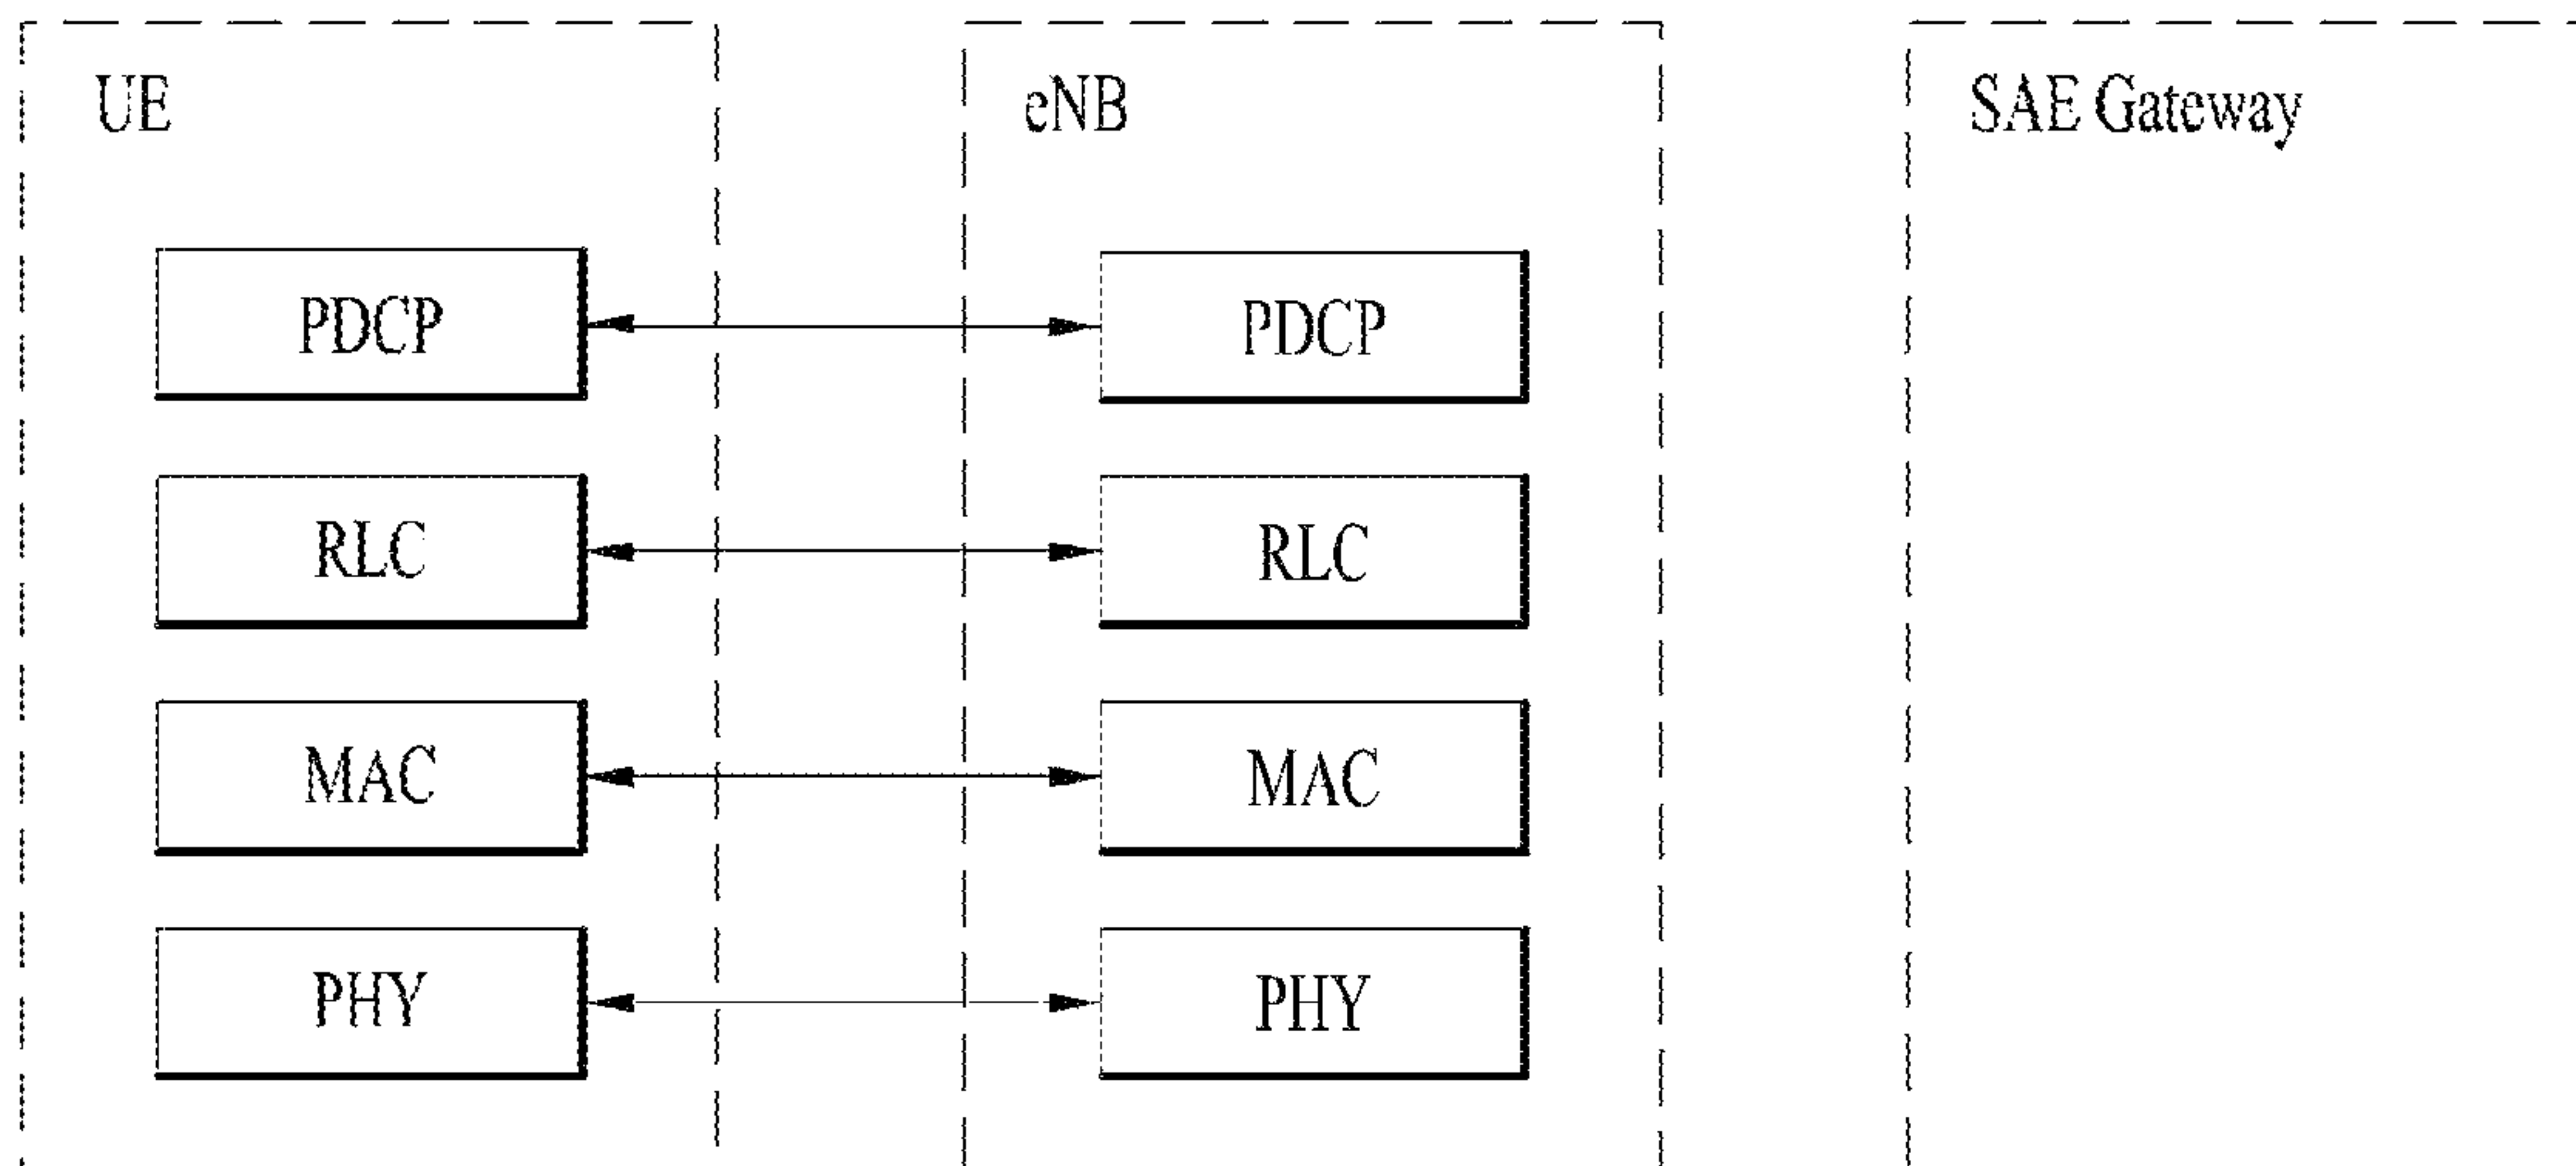 UE
eNB
SAE Gateway
PDCP
PDCP
RLC
RLC
MAC
MAC
PHY
PHY